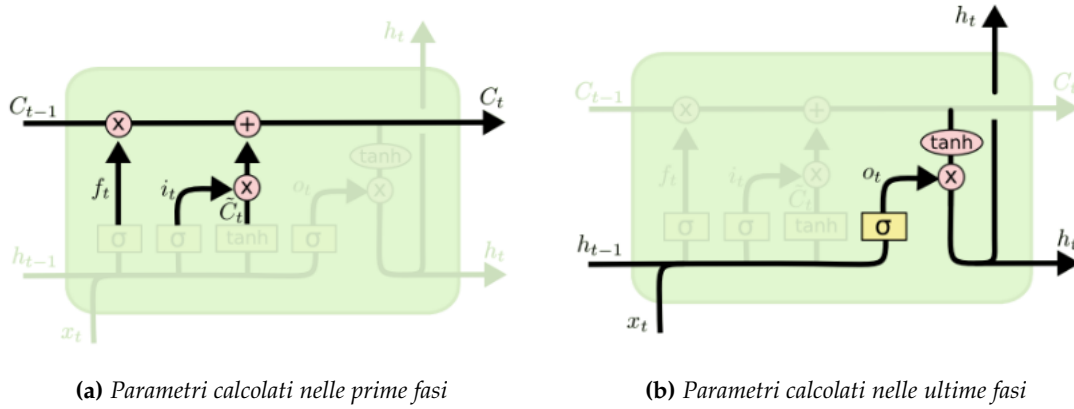 h_t
C_{t-1}
x
+
C_t
tanh
f_t
i_t
x
o_t
x
\tilde{C}_t
σ
σ
tanh
σ
h_{t-1}
h_t
x_t
(a) Parametri calcolati nelle prime fasi
h_t
C_{t-1}
x
+
C_t
tanh
f_t
i_t
x
o_t
x
\tilde{C}_t
σ
σ
tanh
σ
h_{t-1}
h_t
x_t
(b) Parametri calcolati nelle ultime fasi